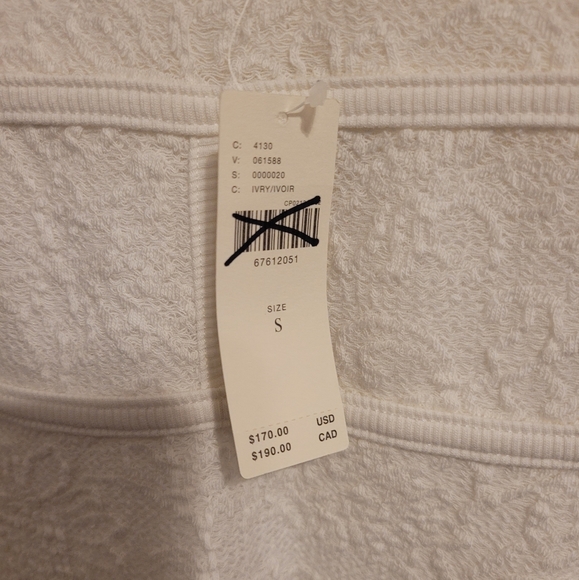 C: 4130
V: 061588
S: 0000020
C: IVRY/IVOIR
67612051
SIZE
S
$170.00 USD
$190.00 CAD